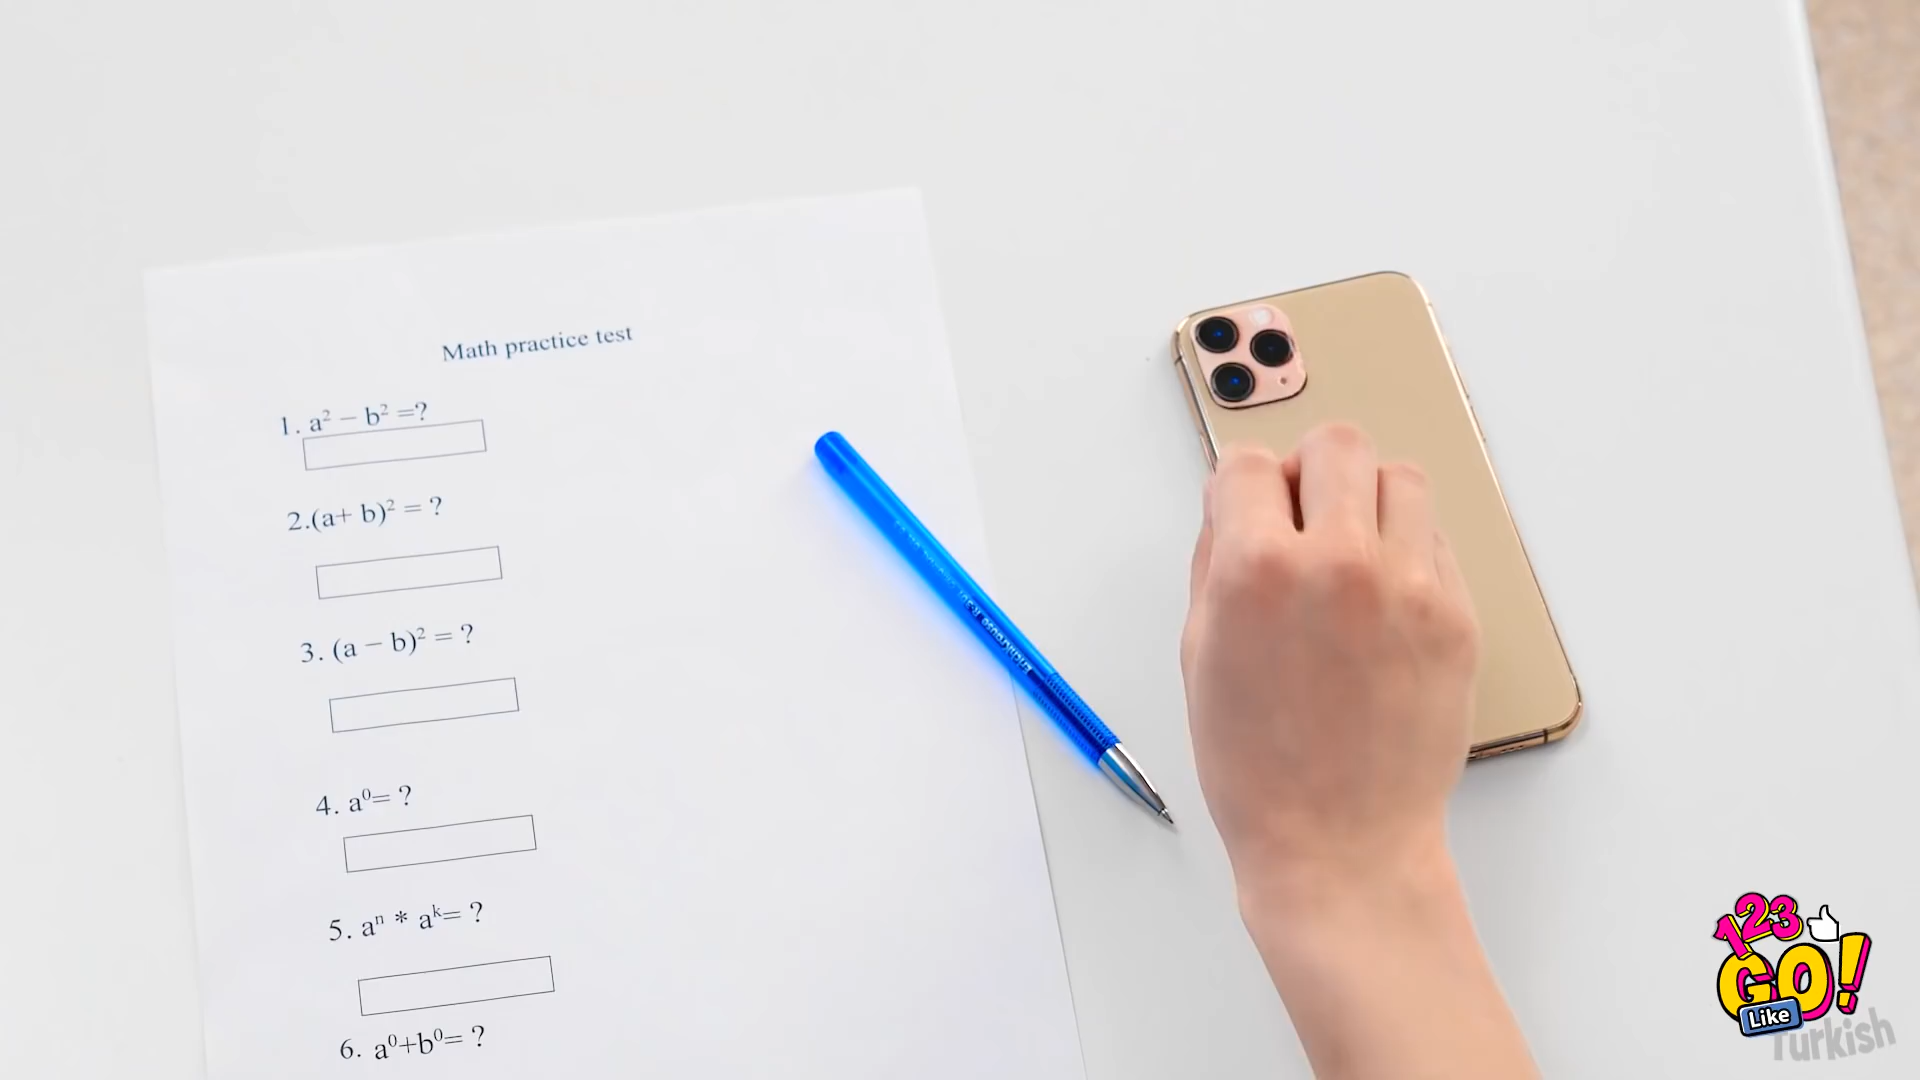 Math practice test
1. a² − b² =?
2.(a+ b)² = ?
3. (a − b)² = ?
4. a⁰= ?
5. aⁿ * aᵏ= ?
6. a⁰+b⁰= ?
123
GO!
Like
Turkish